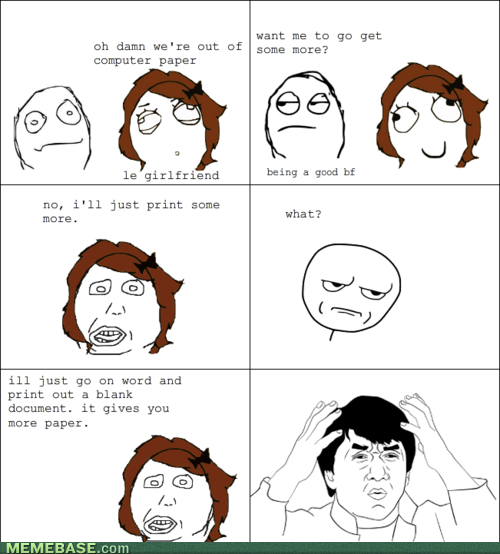 oh damn we're out of
computer paper
le girlfriend
want me to go get
some more?
being a good bf
no, i'll just print some
more.
what?
ill just go on word and
print out a blank
document. it gives you
more paper.
MEMEBASE.com